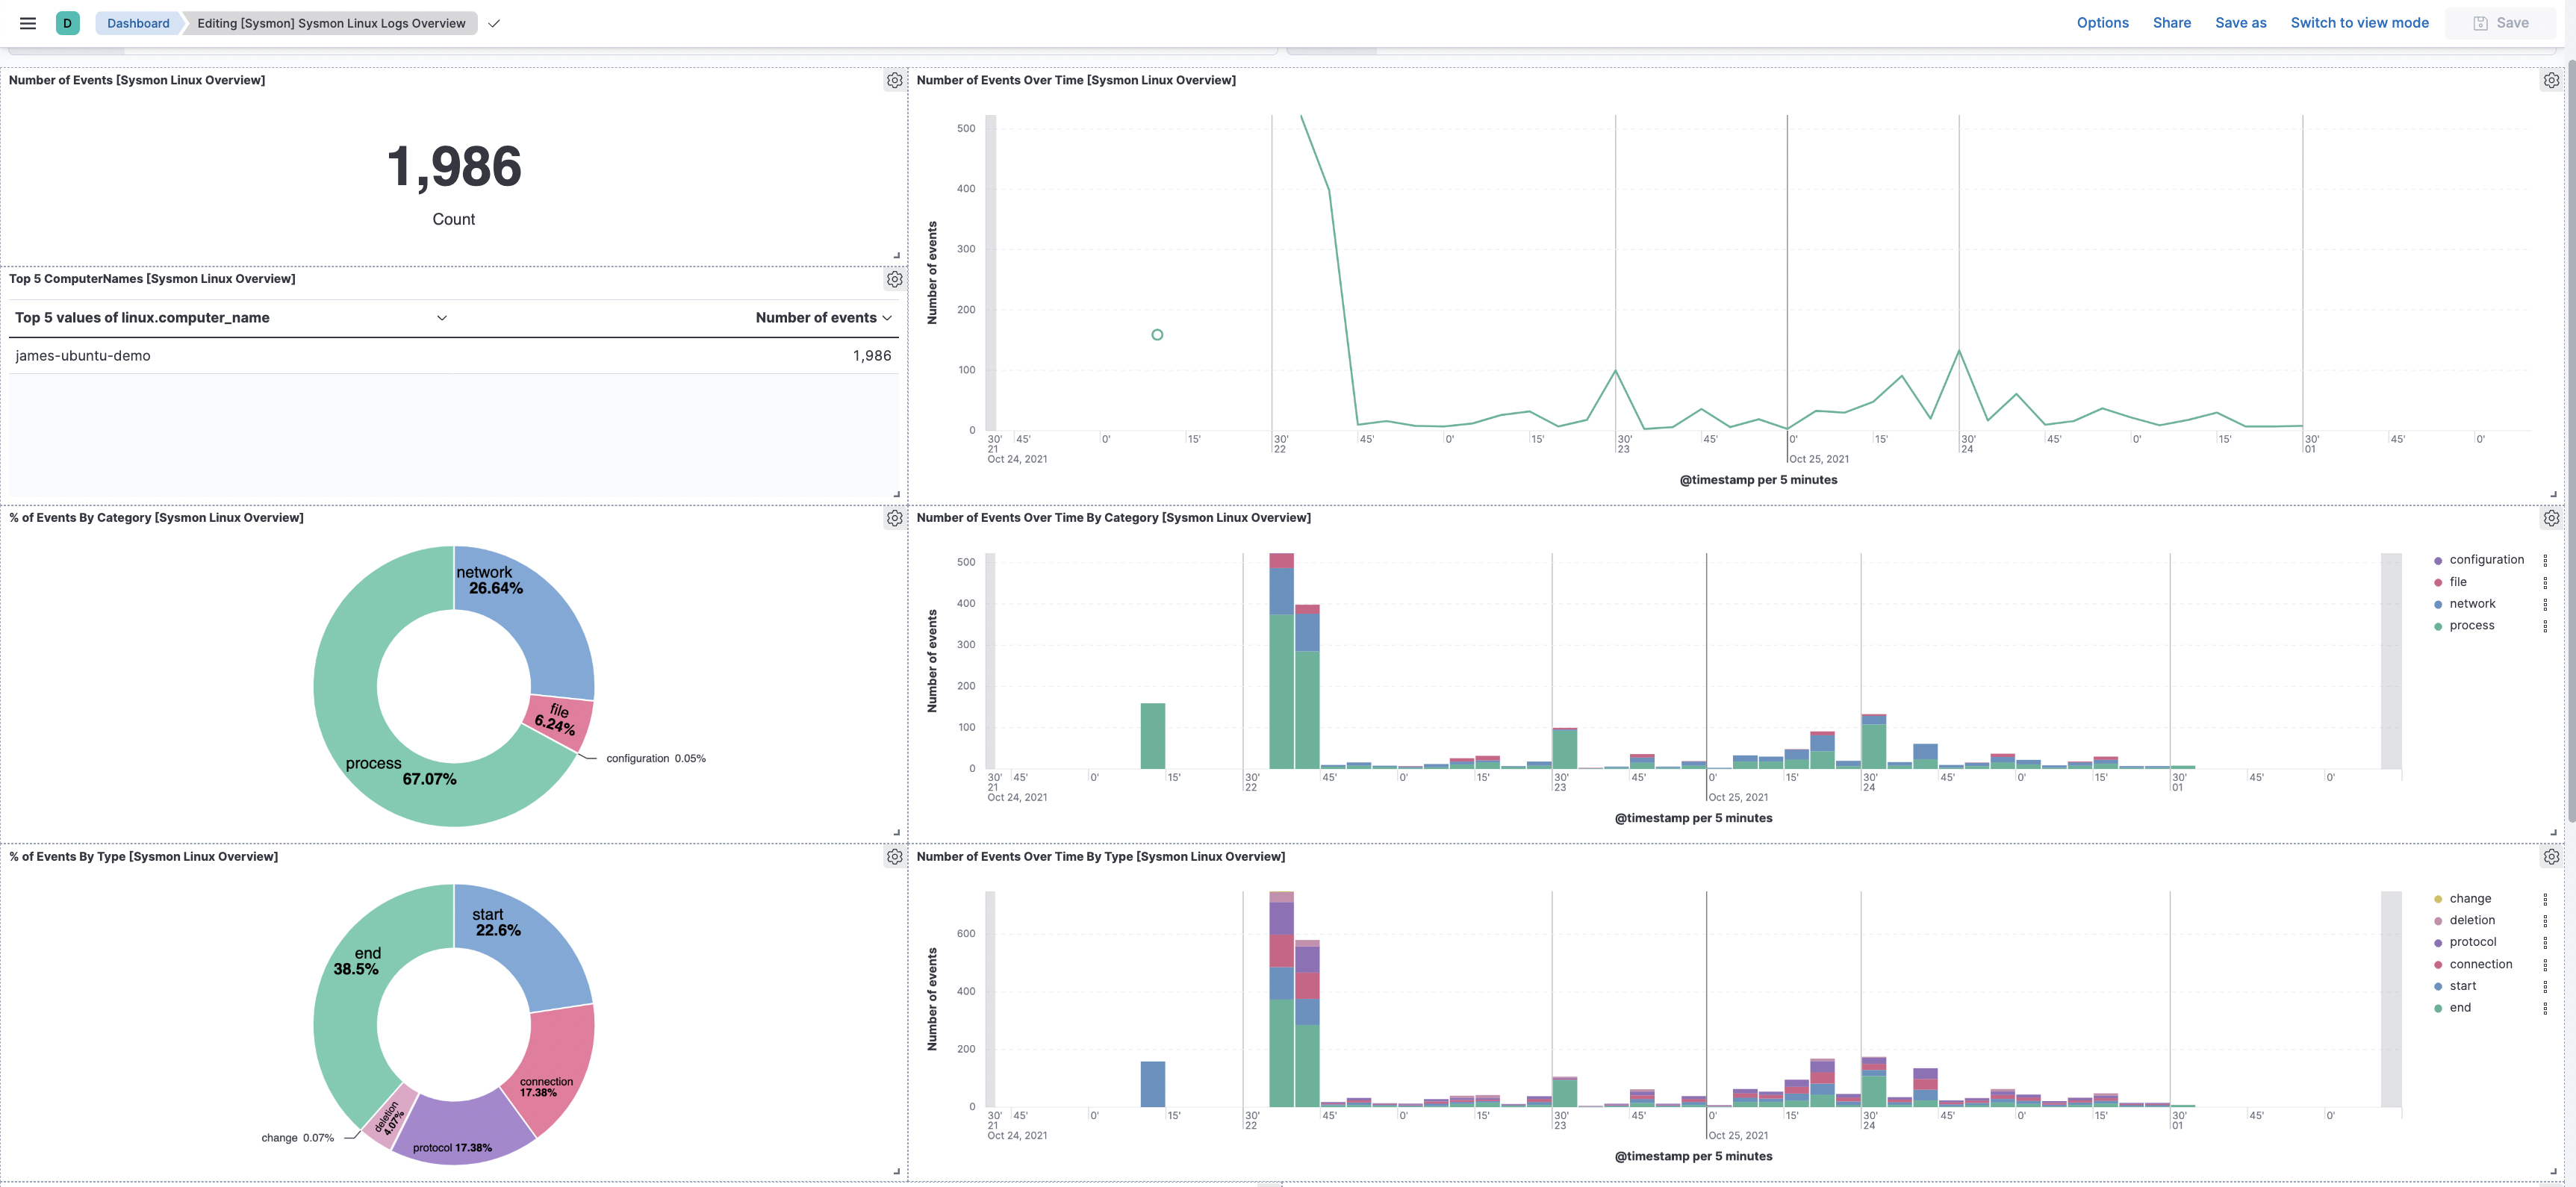 D Dashboard Editing [Sysmon] Sysmon Linux Logs Overview Options Share Save as Switch to view mode Save
Number of Events [Sysmon Linux Overview]
1,986
Count
Number of Events Over Time [Sysmon Linux Overview]
Number of events
500
400
300
200
100
0
30' 45' 0' 15' 30' 45' 0' 15' 30' 45' 0' 15' 30' 45' 0' 15' 30' 45' 0'
21 22 23 24 01
Oct 24, 2021 Oct 25, 2021
@timestamp per 5 minutes
Top 5 ComputerNames [Sysmon Linux Overview]
Top 5 values of linux.computer_name Number of events
james-ubuntu-demo 1,986
% of Events By Category [Sysmon Linux Overview]
network
26.64%
file
6.24%
configuration 0.05%
process
67.07%
Number of Events Over Time By Category [Sysmon Linux Overview]
Number of events
500
400
300
200
100
0
30' 45' 0' 15' 30' 45' 0' 15' 30' 45' 0' 15' 30' 45' 0' 15' 30' 45' 0'
21 22 23 24 01
Oct 24, 2021 Oct 25, 2021
@timestamp per 5 minutes
configuration
file
network
process
% of Events By Type [Sysmon Linux Overview]
start
22.6%
end
38.5%
connection
17.38%
deletion
4.07%
change 0.07%
protocol 17.38%
Number of Events Over Time By Type [Sysmon Linux Overview]
Number of events
600
400
200
0
30' 45' 0' 15' 30' 45' 0' 15' 30' 45' 0' 15' 30' 45' 0' 15' 30' 45' 0'
21 22 23 24 01
Oct 24, 2021 Oct 25, 2021
@timestamp per 5 minutes
change
deletion
protocol
connection
start
end